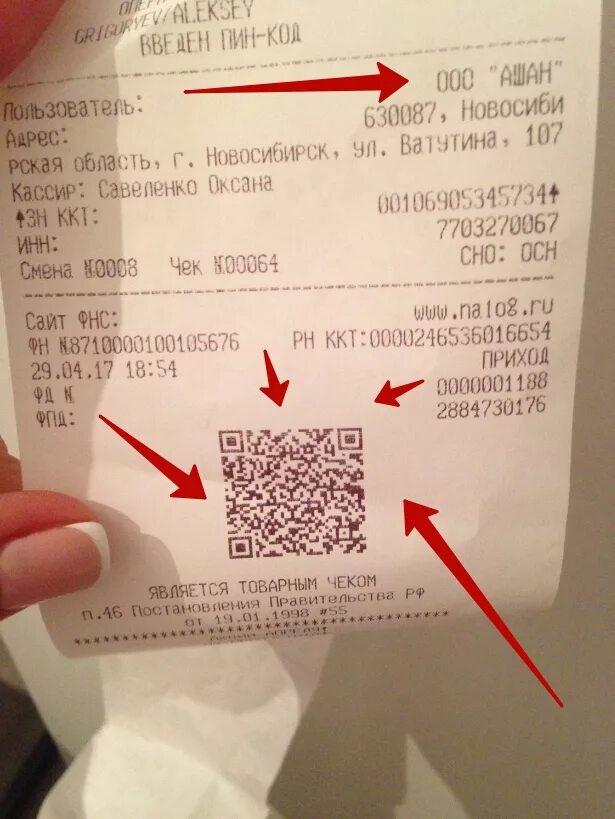 GRIGORYEV/ALEKSEY
ВВЕДЕН ПИН-КОД
Пользователь: ООО "АШАН"
Адрес: 630087, Новосиби
рская область, г. Новосибирск, ул. Ватутина, 107
Кассир: Савеленко Оксана
↑ЗН ККТ: 00106905345734↑
ИНН: 7703270067
Смена №0008 Чек №00064 СНО: ОСН
Сайт ФНС: www.nalog.ru
ФН №8710000100105676 РН ККТ:0000246536016654
29.04.17 18:54 ПРИХОД
ФД № 0000001188
ФПД: 2884730176
ЯВЛЯЕТСЯ ТОВАРНЫМ ЧЕКОМ
п.46 Постановления Правительства РФ
от 19.01.1998 #55